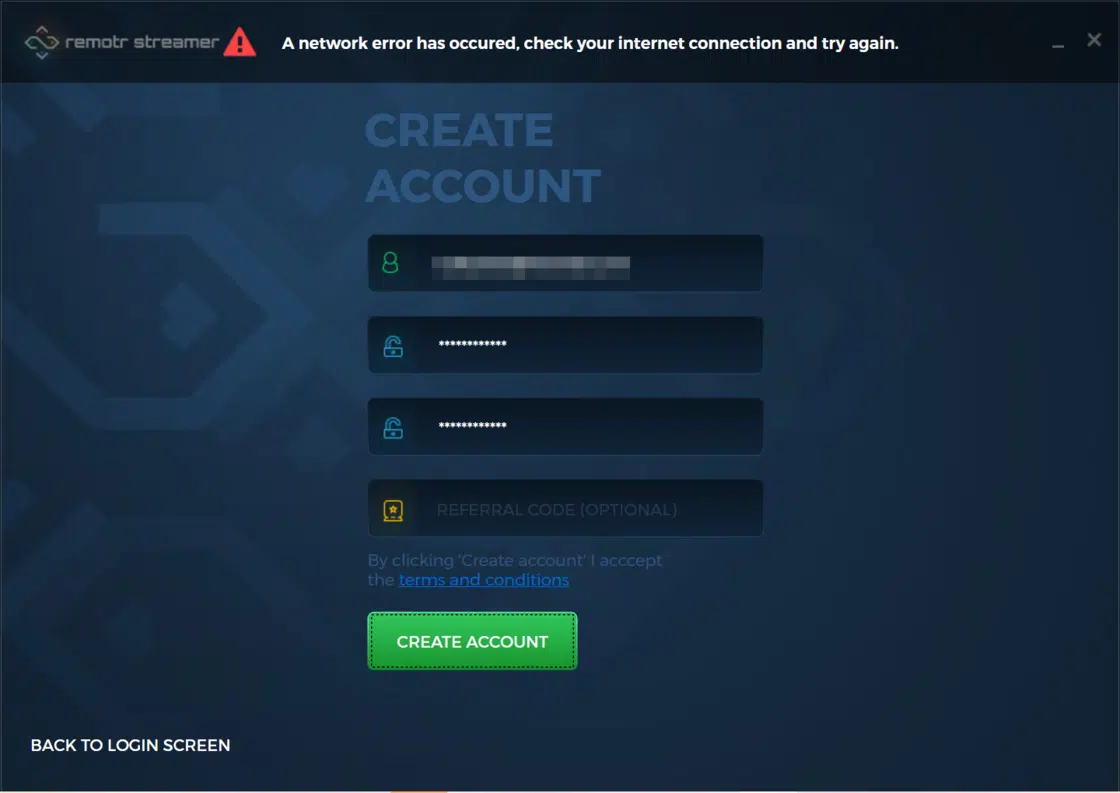 remotr streamer
A network error has occured, check your internet connection and try again.
CREATE
ACCOUNT
************
************
REFERRAL CODE (OPTIONAL)
By clicking 'Create account' I acccept
the terms and conditions
CREATE ACCOUNT
BACK TO LOGIN SCREEN